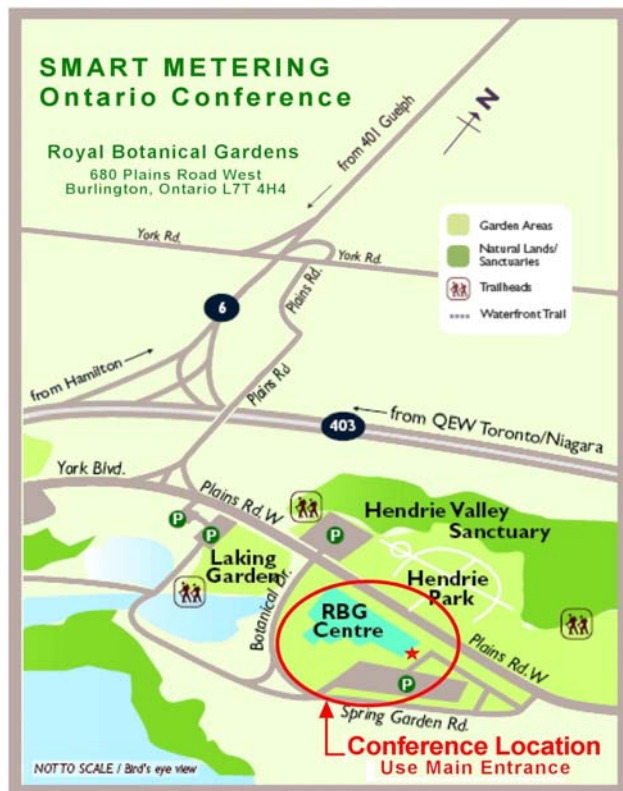 SMART METERING
Ontario Conference
Royal Botanical Gardens
680 Plains Road West
Burlington, Ontario L7T 4H4
from 401 Guelph
N
Garden Areas
Natural Lands/
Sanctuaries
Trailheads
Waterfront Trail
York Rd.
York Rd.
Plains Rd.
6
from Hamilton
Plains Rd
403
from QEW Toronto/Niagara
York Blvd.
Plains Rd. W
Hendrie Valley
Sanctuary
P
P
P
Laking
Garden
Hendrie
Park
Botanical Dr.
RBG
Centre
Plains Rd. W
P
Spring Garden Rd.
Conference Location
Use Main Entrance
NOT TO SCALE / Bird's eye view